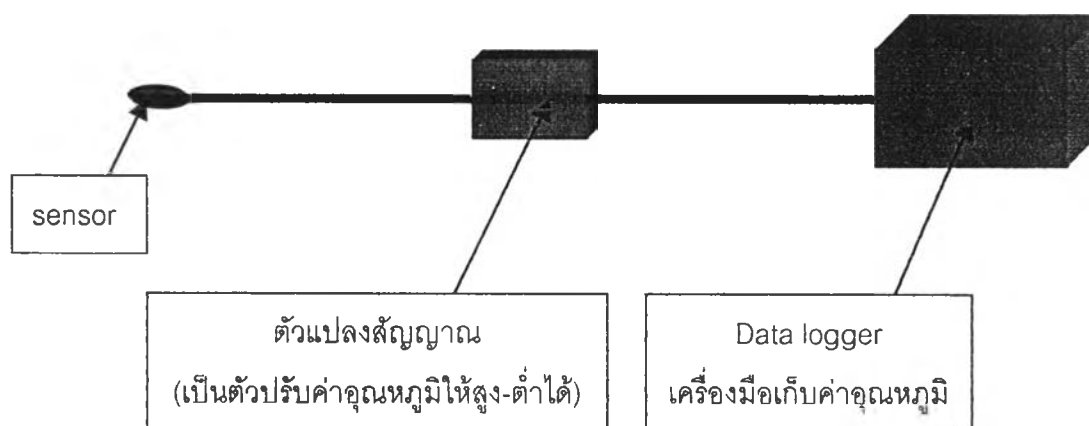 sensor
ตัวแปลงสัญญาณ
(เป็นตัวปรับค่าอุณหภูมิให้สูง-ต่ำได้)
Data logger
เครื่องมือเก็บค่าอุณหภูมิ